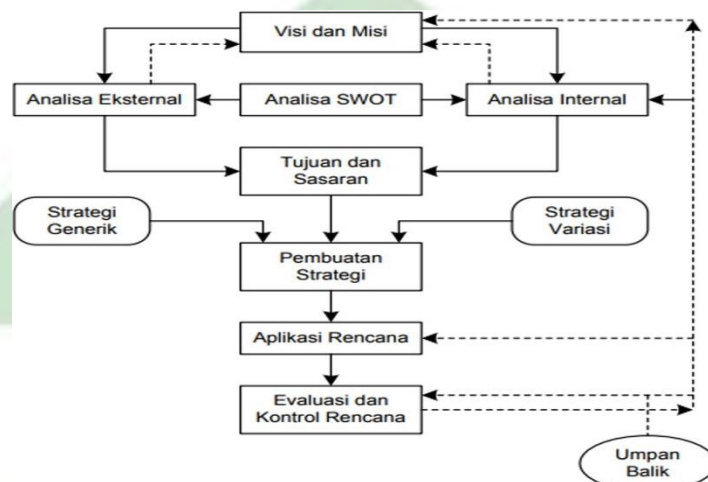 Visi dan Misi
Analisa Eksternal
Analisa SWOT
Analisa Internal
Tujuan dan
Sasaran
Strategi
Generik
Strategi
Variasi
Pembuatan
Strategi
Aplikasi Rencana
Evaluasi dan
Kontrol Rencana
Umpan
Balik